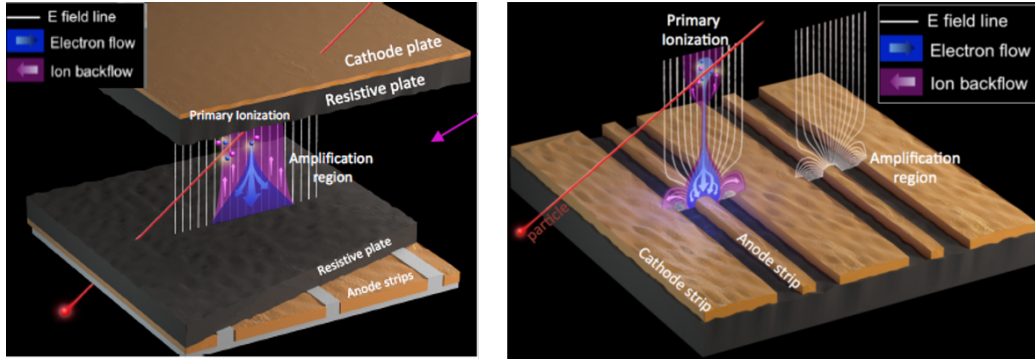 E field line
Electron flow
Ion backflow
Cathode plate
Resistive plate
Primary Ionization
Amplification
region
Resistive plate
Anode strips
Primary
Ionization
E field line
Electron flow
Ion backflow
Amplification
region
particle
Anode strip
Cathode strip